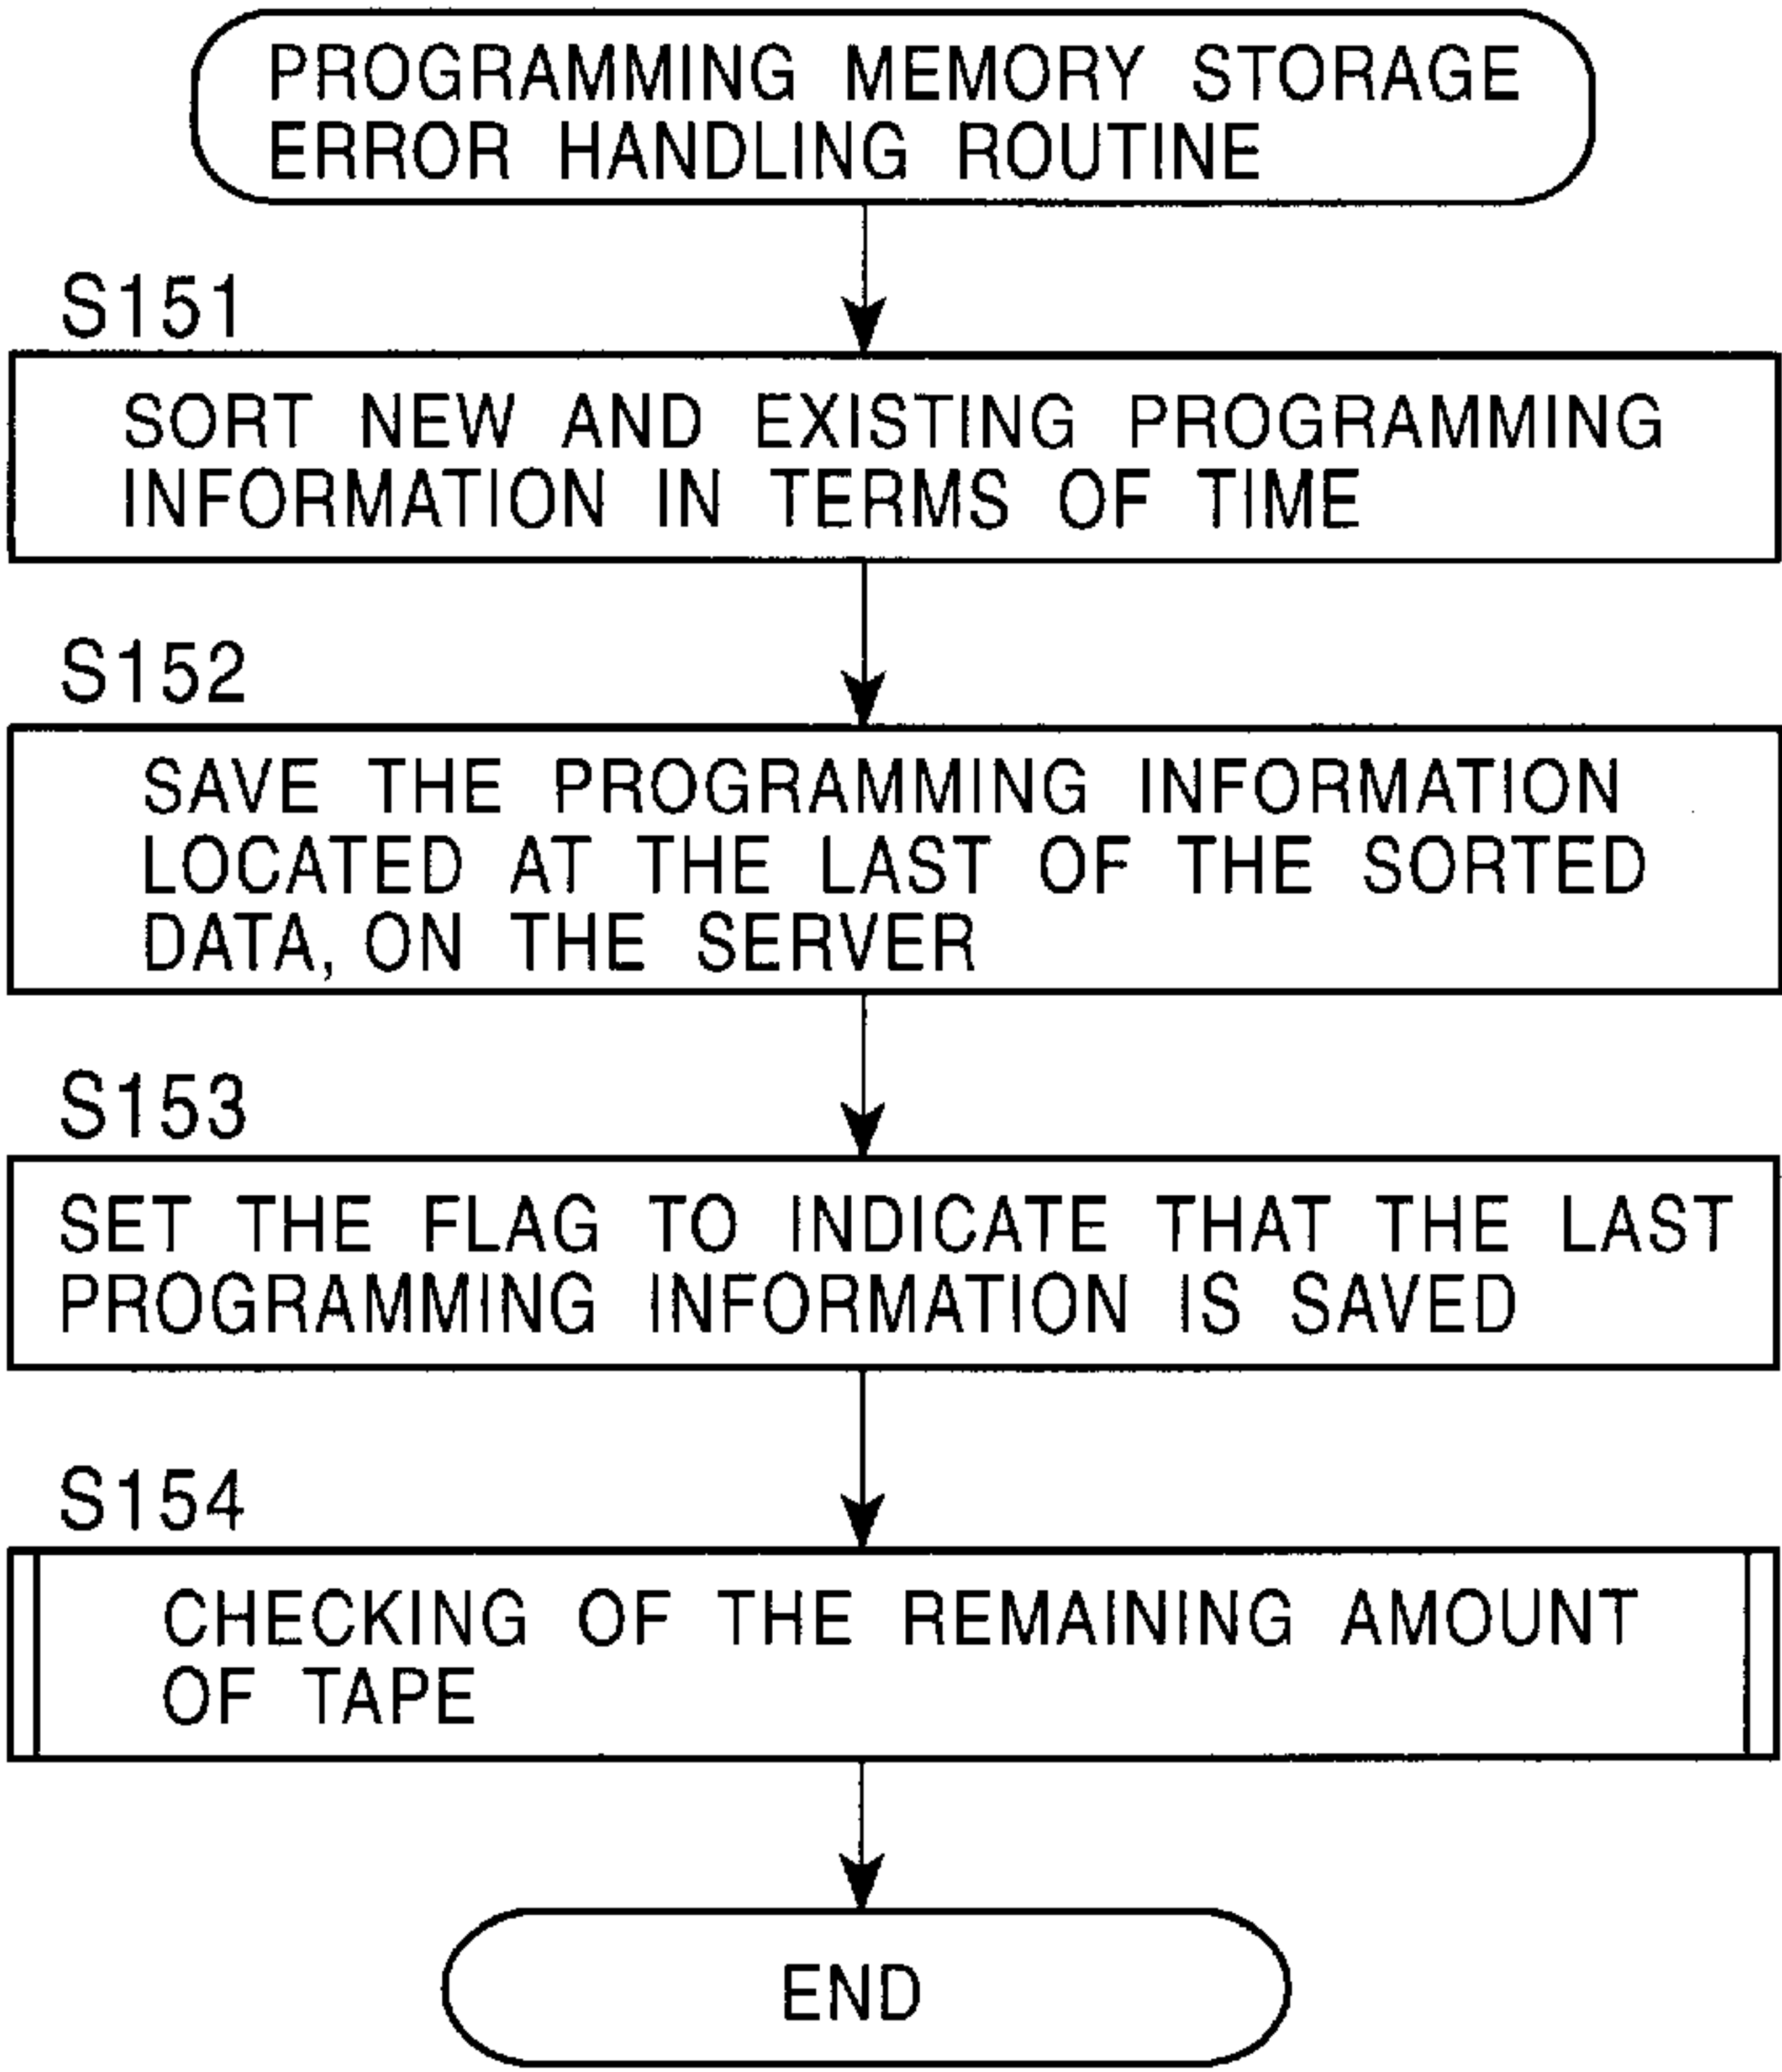 PROGRAMMING MEMORY STORAGE
ERROR HANDLING ROUTINE
S151
SORT NEW AND EXISTING PROGRAMMING
INFORMATION IN TERMS OF TIME
S152
SAVE THE PROGRAMMING INFORMATION
LOCATED AT THE LAST OF THE SORTED
DATA, ON THE SERVER
S153
SET THE FLAG TO INDICATE THAT THE LAST
PROGRAMMING INFORMATION IS SAVED
S154
CHECKING OF THE REMAINING AMOUNT
OF TAPE
END